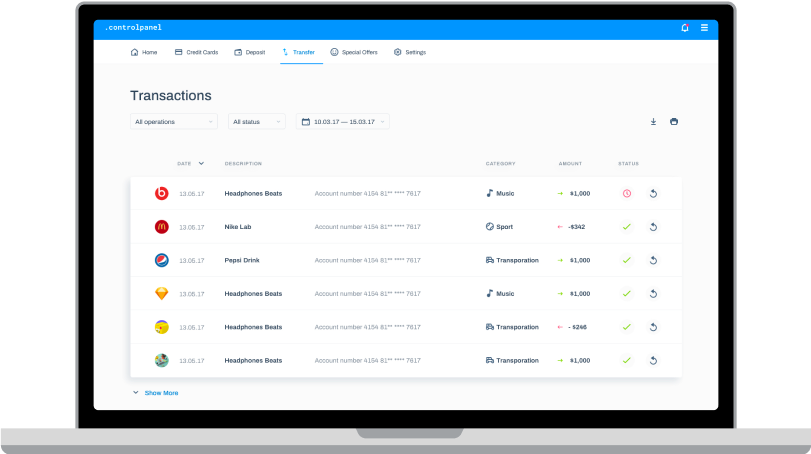 .controlpanel
Home Credit Cards Deposit Transfer Special Offers Settings
Transactions
All operations All status 10.03.17 — 15.03.17
DATE DESCRIPTION CATEGORY AMOUNT STATUS
13.05.17 Headphones Beats Account number 4154 81** **** 7617 Music → $1,000
13.05.17 Nike Lab Account number 4154 81** **** 7617 Sport ← -$342
13.05.17 Pepsi Drink Account number 4154 81** **** 7617 Transporation → $1,000
13.05.17 Headphones Beats Account number 4154 81** **** 7617 Music → $1,000
13.05.17 Headphones Beats Account number 4154 81** **** 7617 Transporation ← - $246
13.05.17 Headphones Beats Account number 4154 81** **** 7617 Transporation → $1,000
Show More